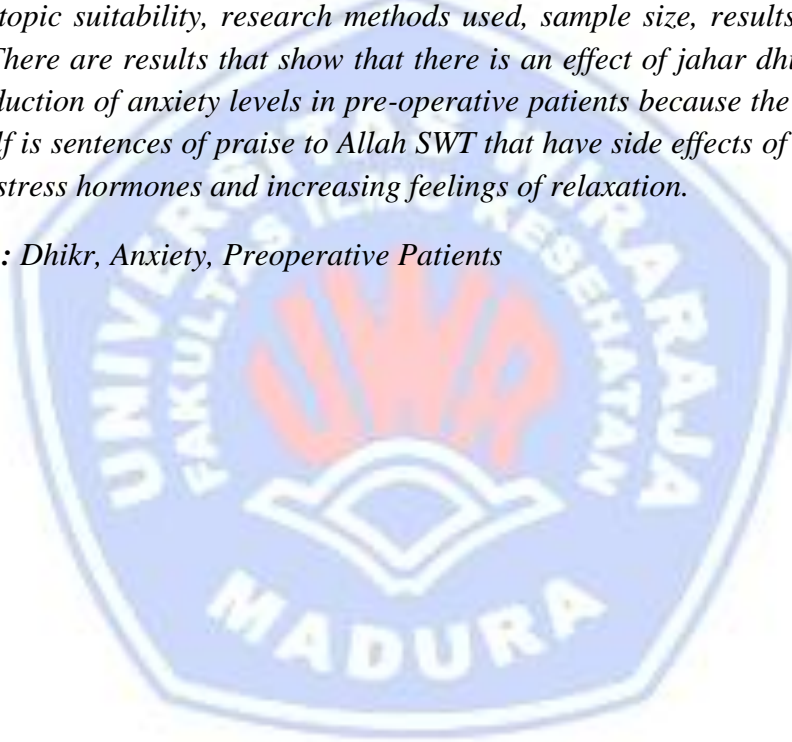 topic suitability, research methods used, sample size, results
There are results that show that there is an effect of jahar
duction of anxiety levels in pre-operative patients because the
lf is sentences of praise to Allah SWT that have side effects of
stress hormones and increasing feelings of relaxation.
: Dhikr, Anxiety, Preoperative Patients
UNIVERSITAS WIRARAJA
FAKULTAS ILMU KESEHATAN
UWR
MADURA